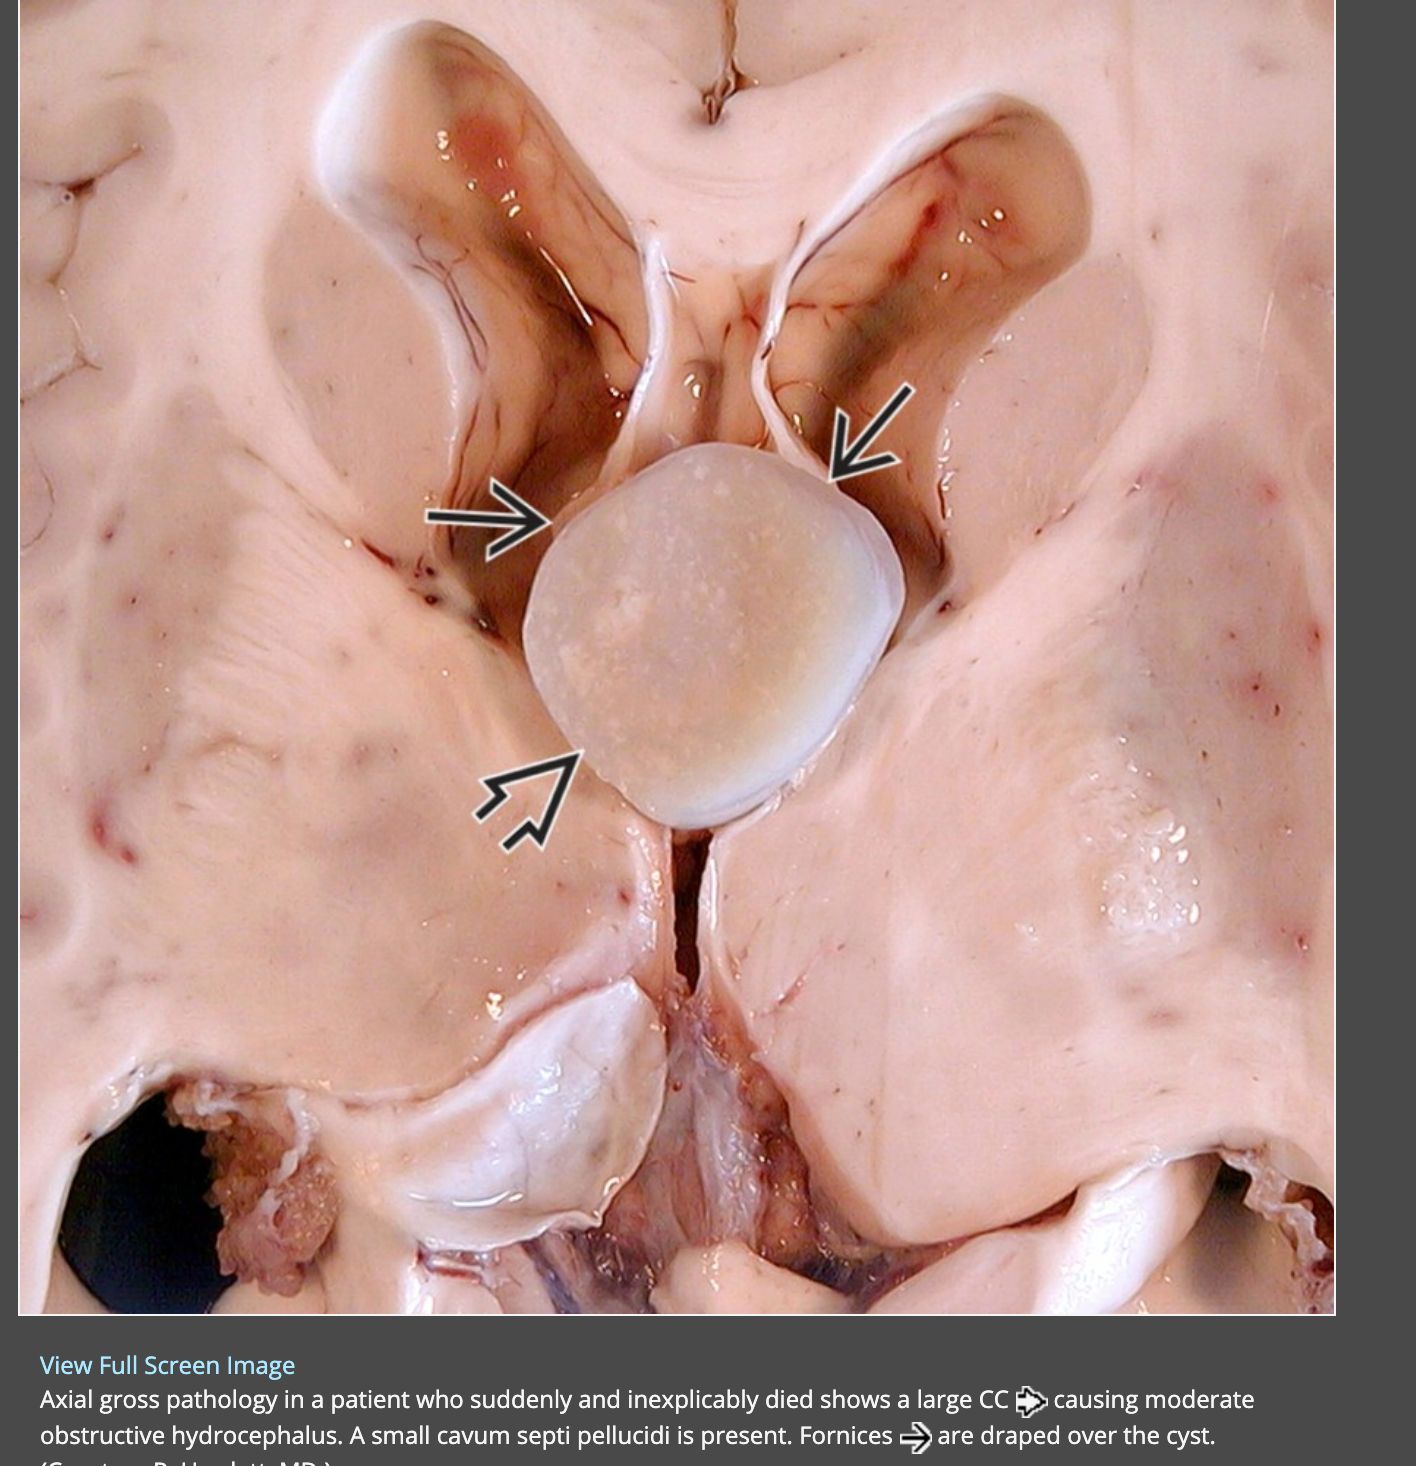 View Full Screen Image
Axial gross pathology in a patient who suddenly and inexplicably died shows a large CC causing moderate
obstructive hydrocephalus. A small cavum septi pellucidi is present. Fornices are draped over the cyst.